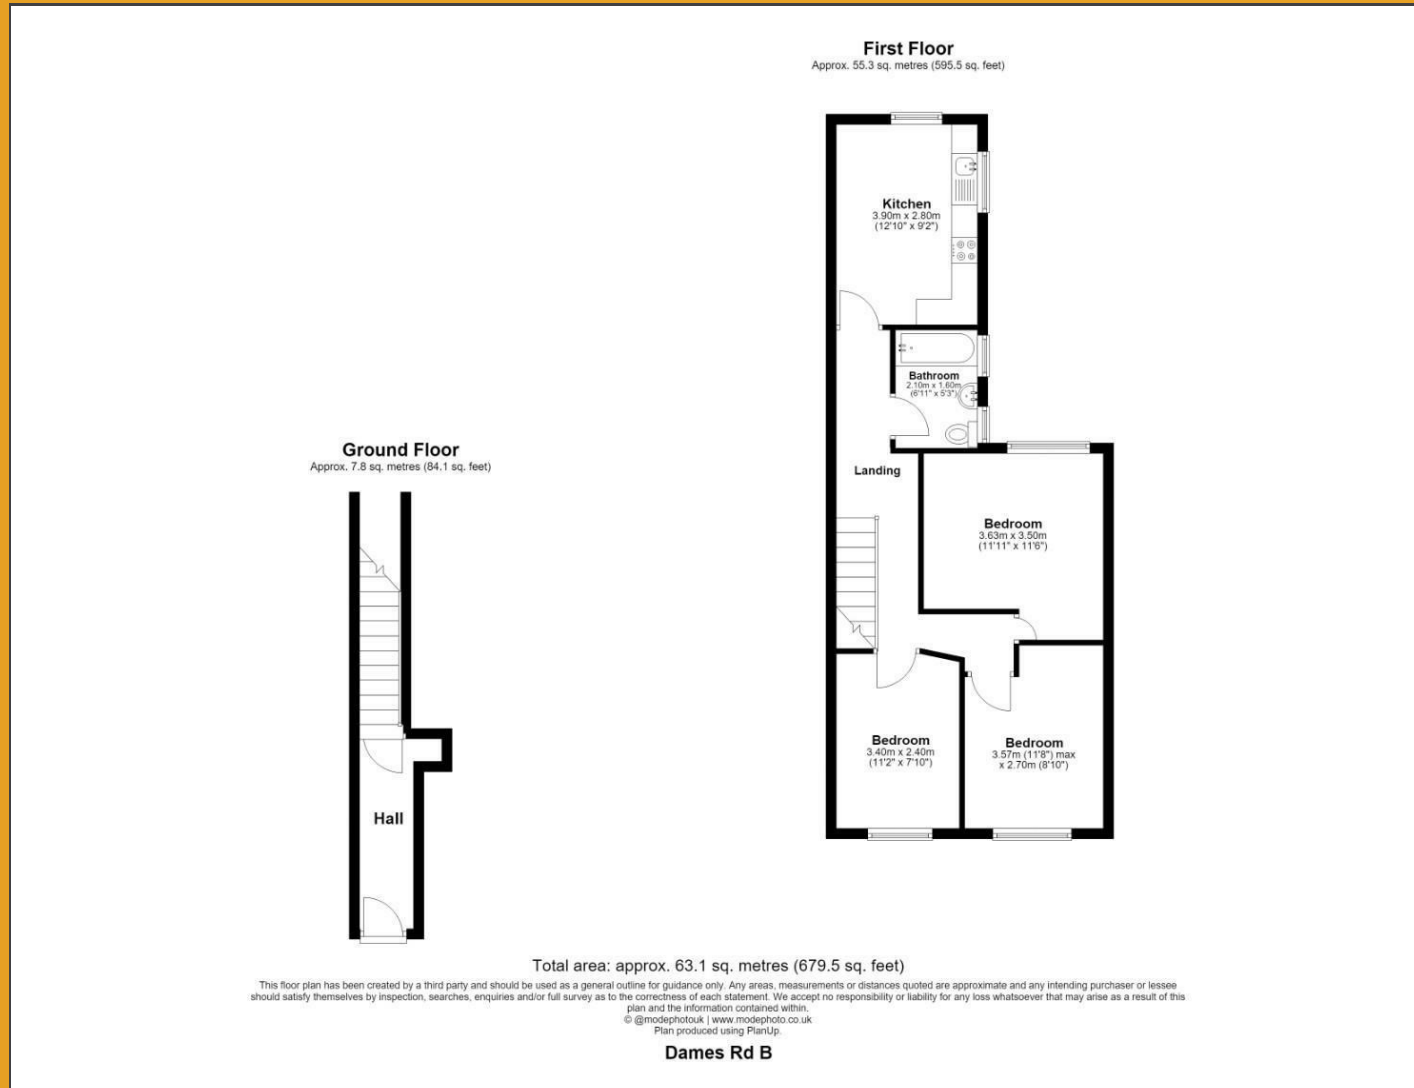 First Floor
Approx. 55.3 sq. metres (595.5 sq. feet)
Kitchen
3.90m x 2.80m
(12'10" x 9'2")
Bathroom
2.10m x 1.60m
(6'11" x 5'3")
Landing
Bedroom
3.63m x 3.50m
(11'11" x 11'6")
Bedroom
3.40m x 2.40m
(11'2" x 7'10")
Bedroom
3.57m (11'8") max
x 2.70m (8'10")
Ground Floor
Approx. 7.8 sq. metres (84.1 sq. feet)
Hall
Total area: approx. 63.1 sq. metres (679.5 sq. feet)
This floor plan has been created by a third party and should be used as a general outline for guidance only. Any areas, measurements or distances quoted are approximate and any intending purchaser or lessee
should satisfy themselves by inspection, searches, enquiries and/or full survey as to the correctness of each statement. We accept no responsibility or liability for any loss whatsoever that may arise as a result of this
plan and the information contained within.
© @modephotouk | www.modephoto.co.uk
Plan produced using PlanUp.
Dames Rd B